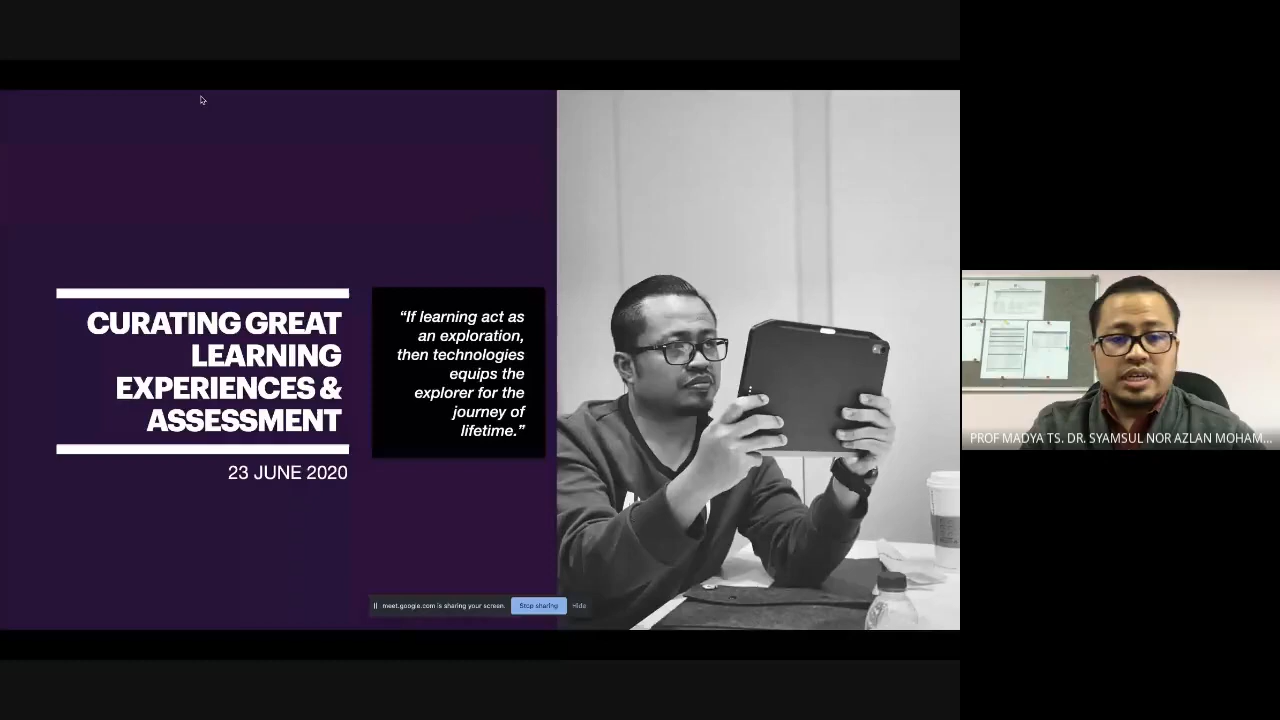 CURATING GREAT
LEARNING
EXPERIENCES &
ASSESSMENT
23 JUNE 2020
“If learning act as
an exploration,
then technologies
equips the
explorer for the
journey of
lifetime.”
meet.google.com is sharing your screen.
Stop sharing
Hide
PROF MADYA TS. DR. SYAMSUL NOR AZLAN MOHAM...